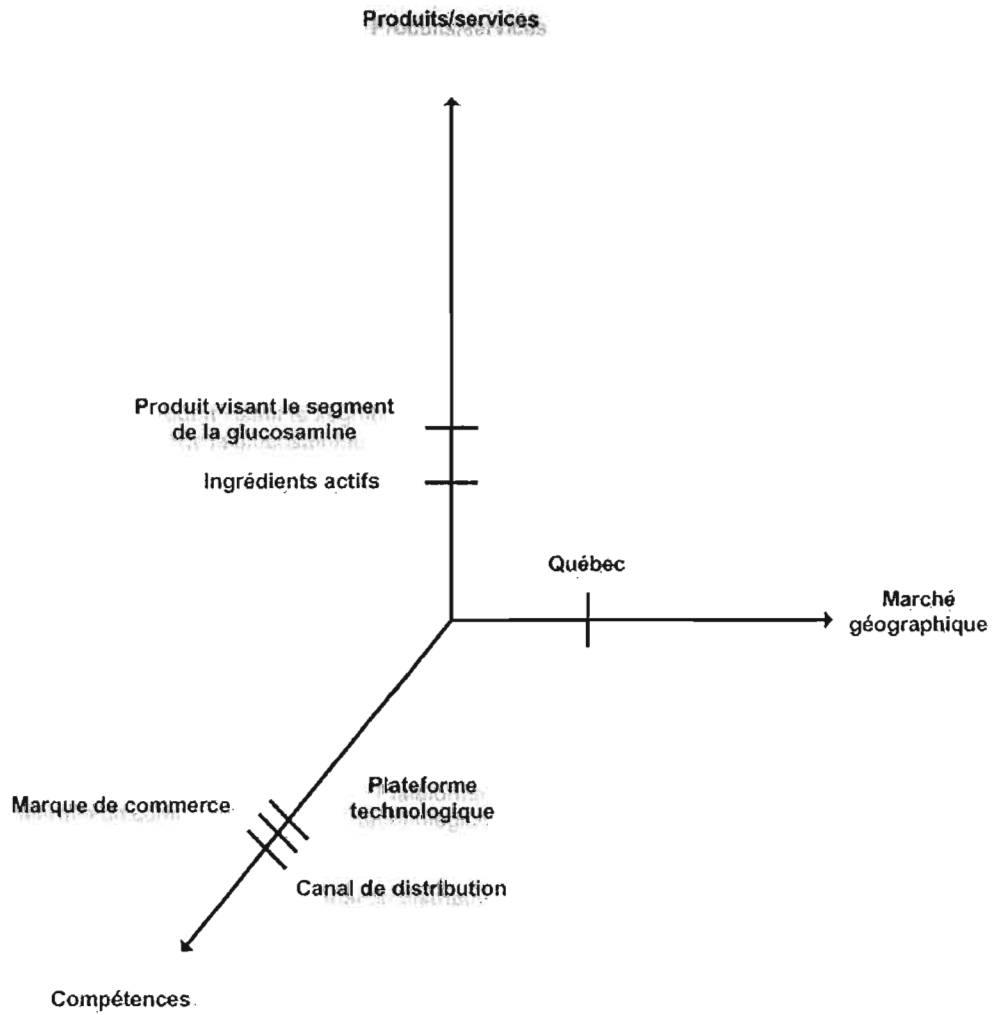 Produits/services
Produit visant le segment
de la glucosamine
Ingrédients actifs
Québec
Marché
géographique
Plateforme
technologique
Marque de commerce
Canal de distribution
Compétences